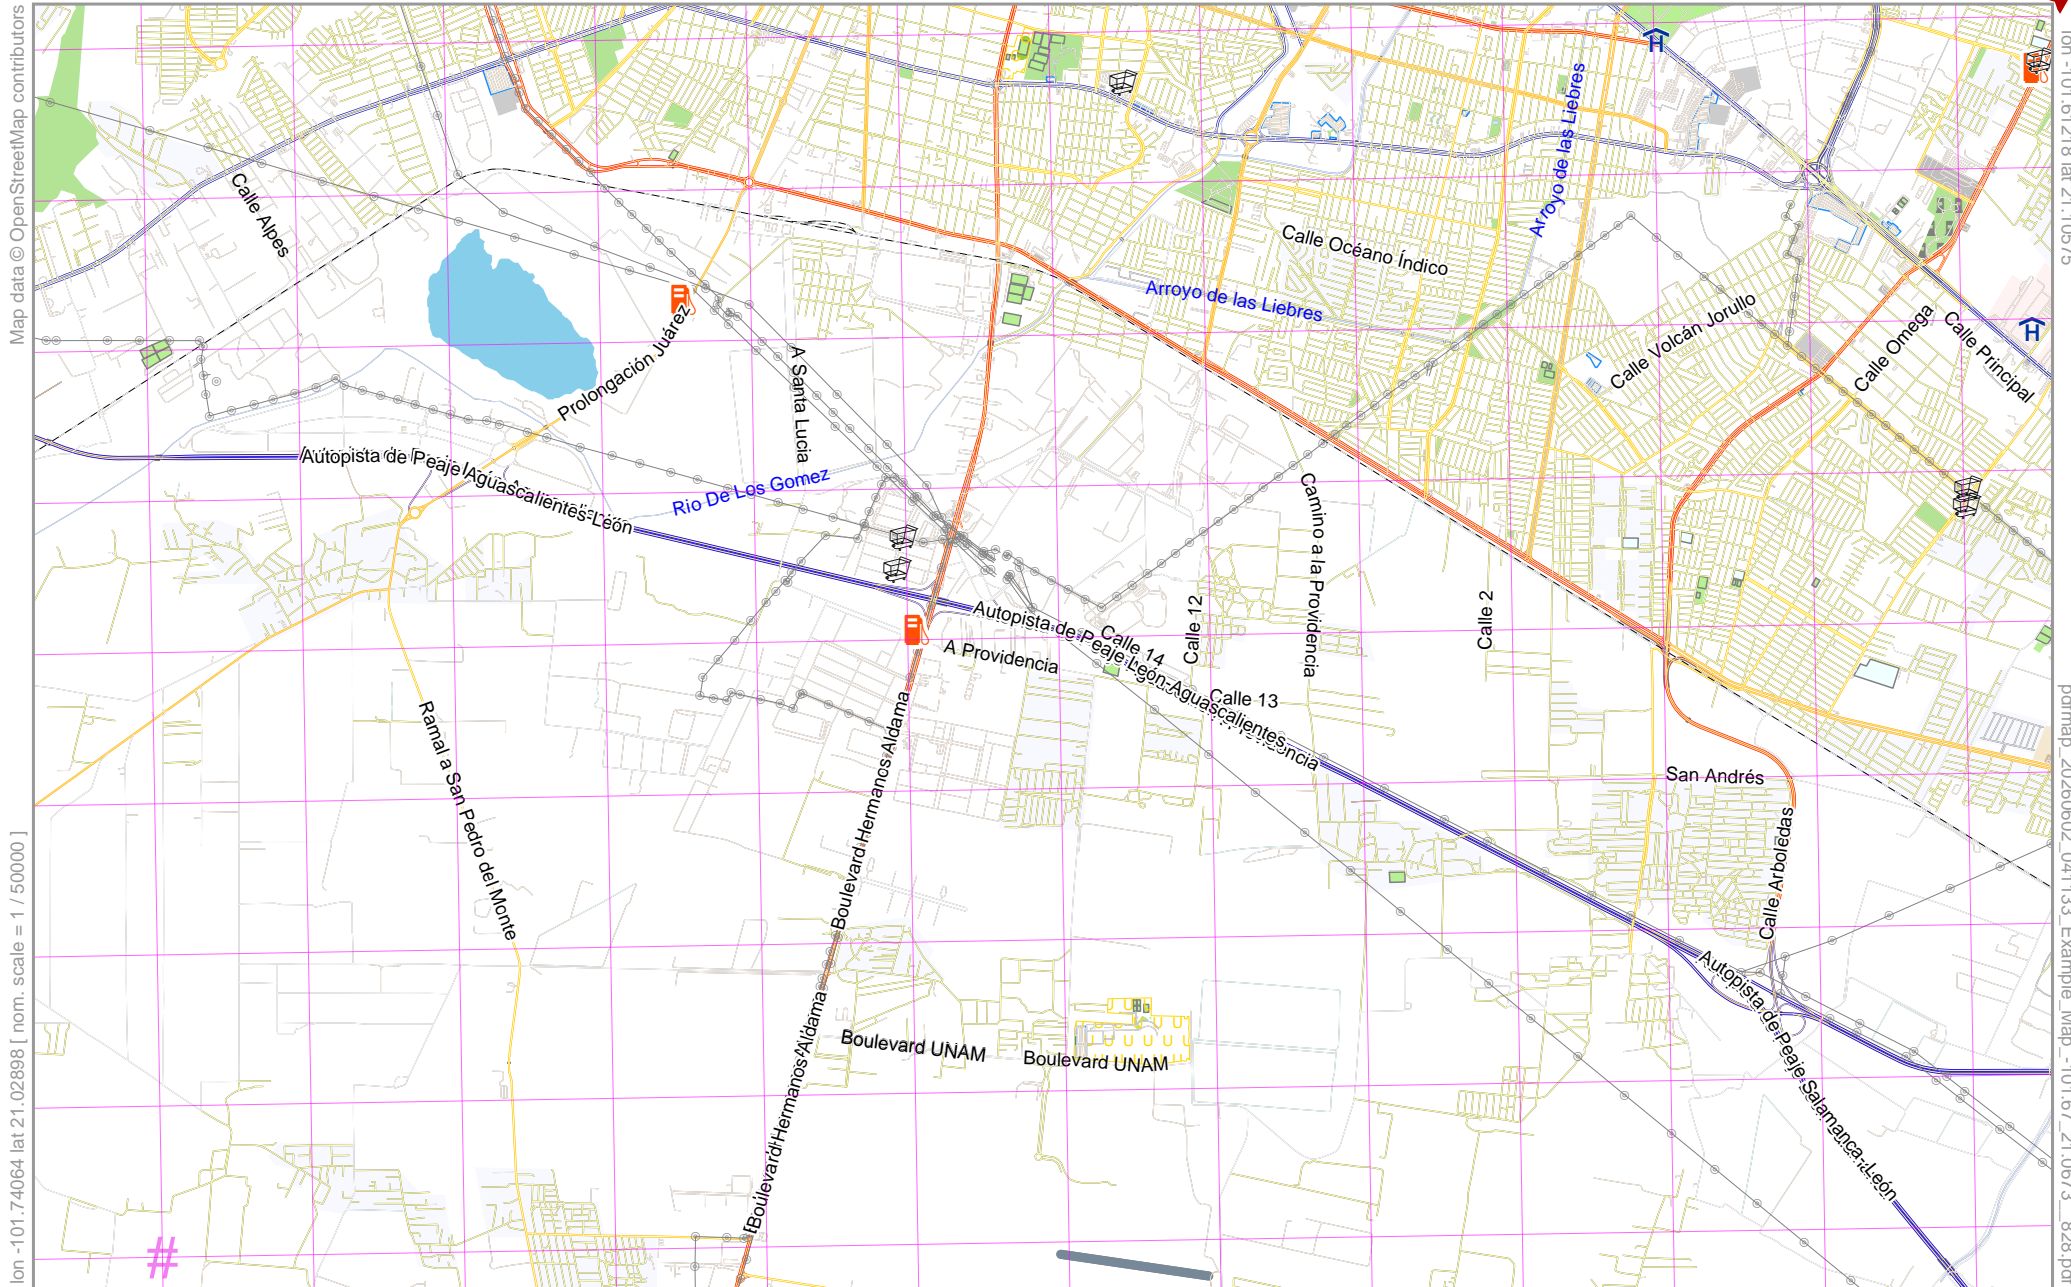 Map data © OpenStreetMap contributors
lon -101.74064 lat 21.02898 [ nom. scale = 1 / 50000 ]
H
Arroyo de las Liebres
Calle Alpes
Calle Océano Índico
Arroyo de las Liebres
H
Calle Volcán Jorullo
Calle Omega
Calle Principal
Prolongación Juárez
A Santa Lucia
Autopista de Peaje
Aguascalientes-León
Rio De Los Gomez
Camino a la Providencia
Calle 12
Calle 2
Autopista de Peaje León-Aguascalientes
Calle 14
A Providencia
Calle 13
San Andrés
Ramal a San Pedro del Monte
Boulevard Hermanos Aldama
Calle Arboledas
Autopista de Peaje Salamanca-León
Boulevard Hermanos Aldama
Boulevard UNAM
Boulevard UNAM
Boulevard Hermanos Aldama
#